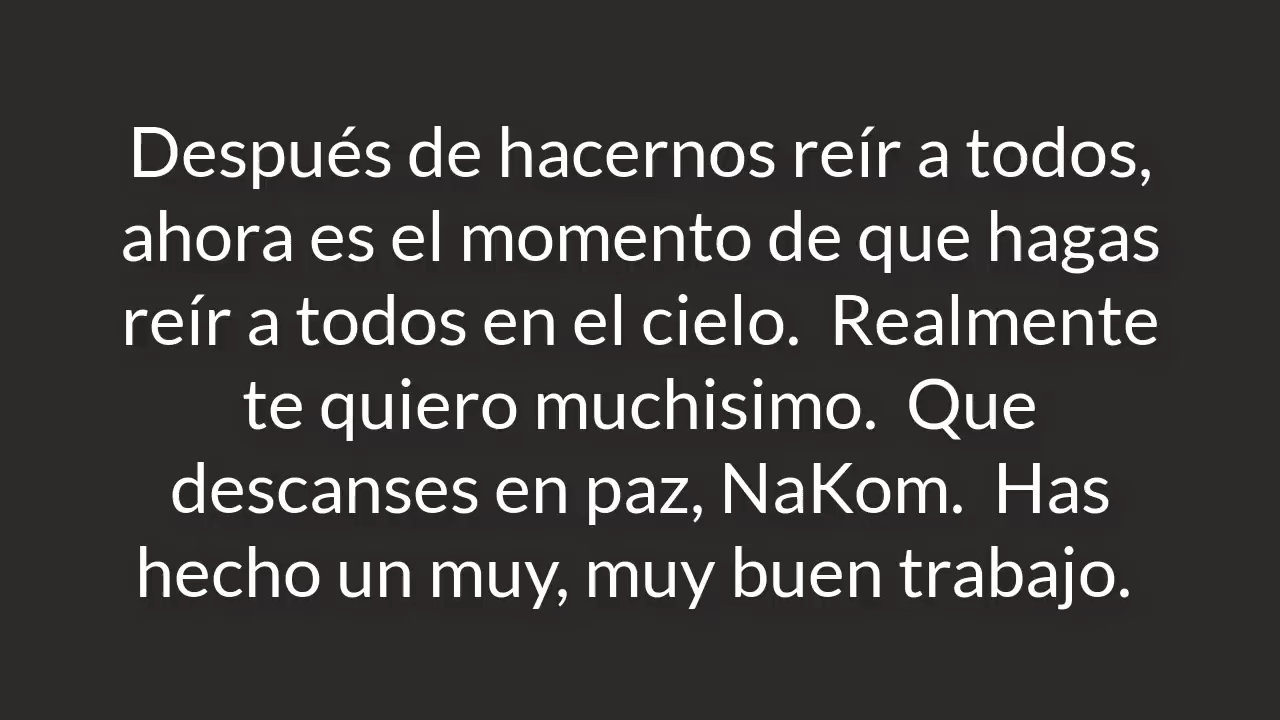 Después de hacernos reír a todos,
ahora es el momento de que hagas
reír a todos en el cielo.  Realmente
te quiero muchisimo.  Que
descanses en paz, NaKom.  Has
hecho un muy, muy buen trabajo.